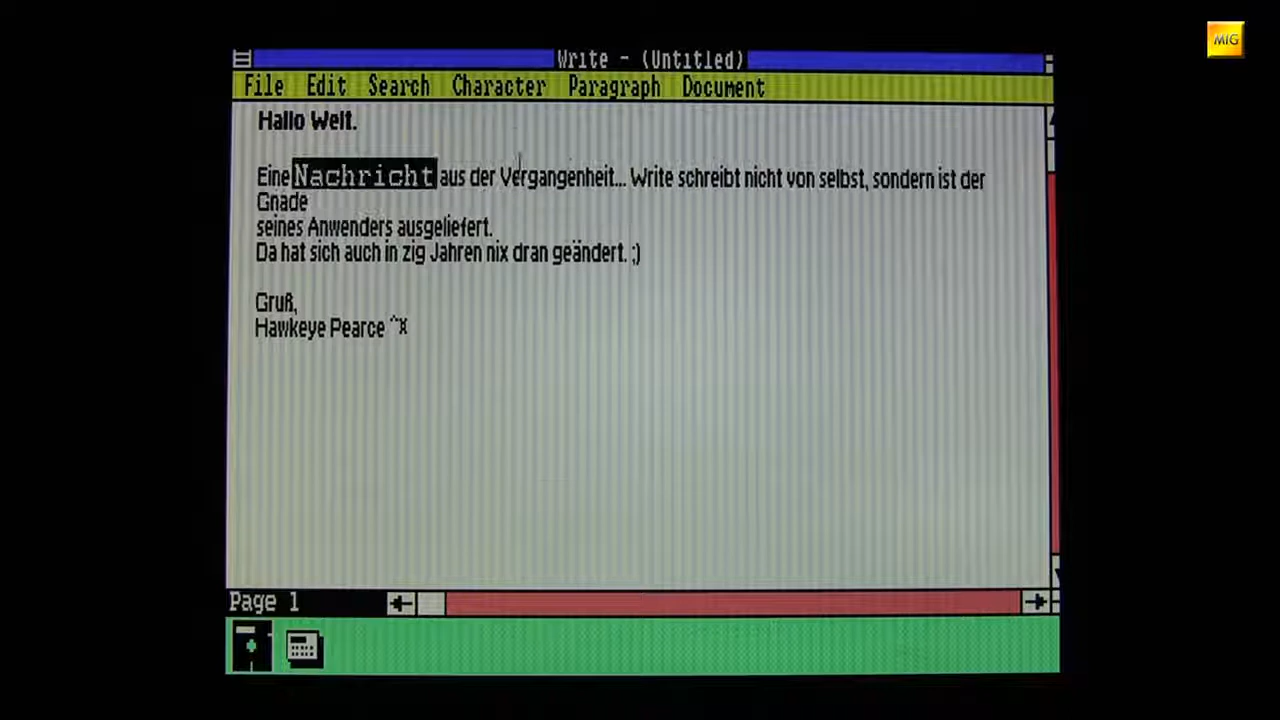 MIG
Write - (Untitled)
File Edit Search Character Paragraph Document
Hallo Welt.
Eine Nachricht aus der Vergangenheit... Write schreibt nicht von selbst, sondern ist der
Gnade
seines Anwenders ausgeliefert.
Da hat sich auch in zig Jahren nix dran geändert. ;)
Gruß,
Hawkeye Pearce ^
Page 1